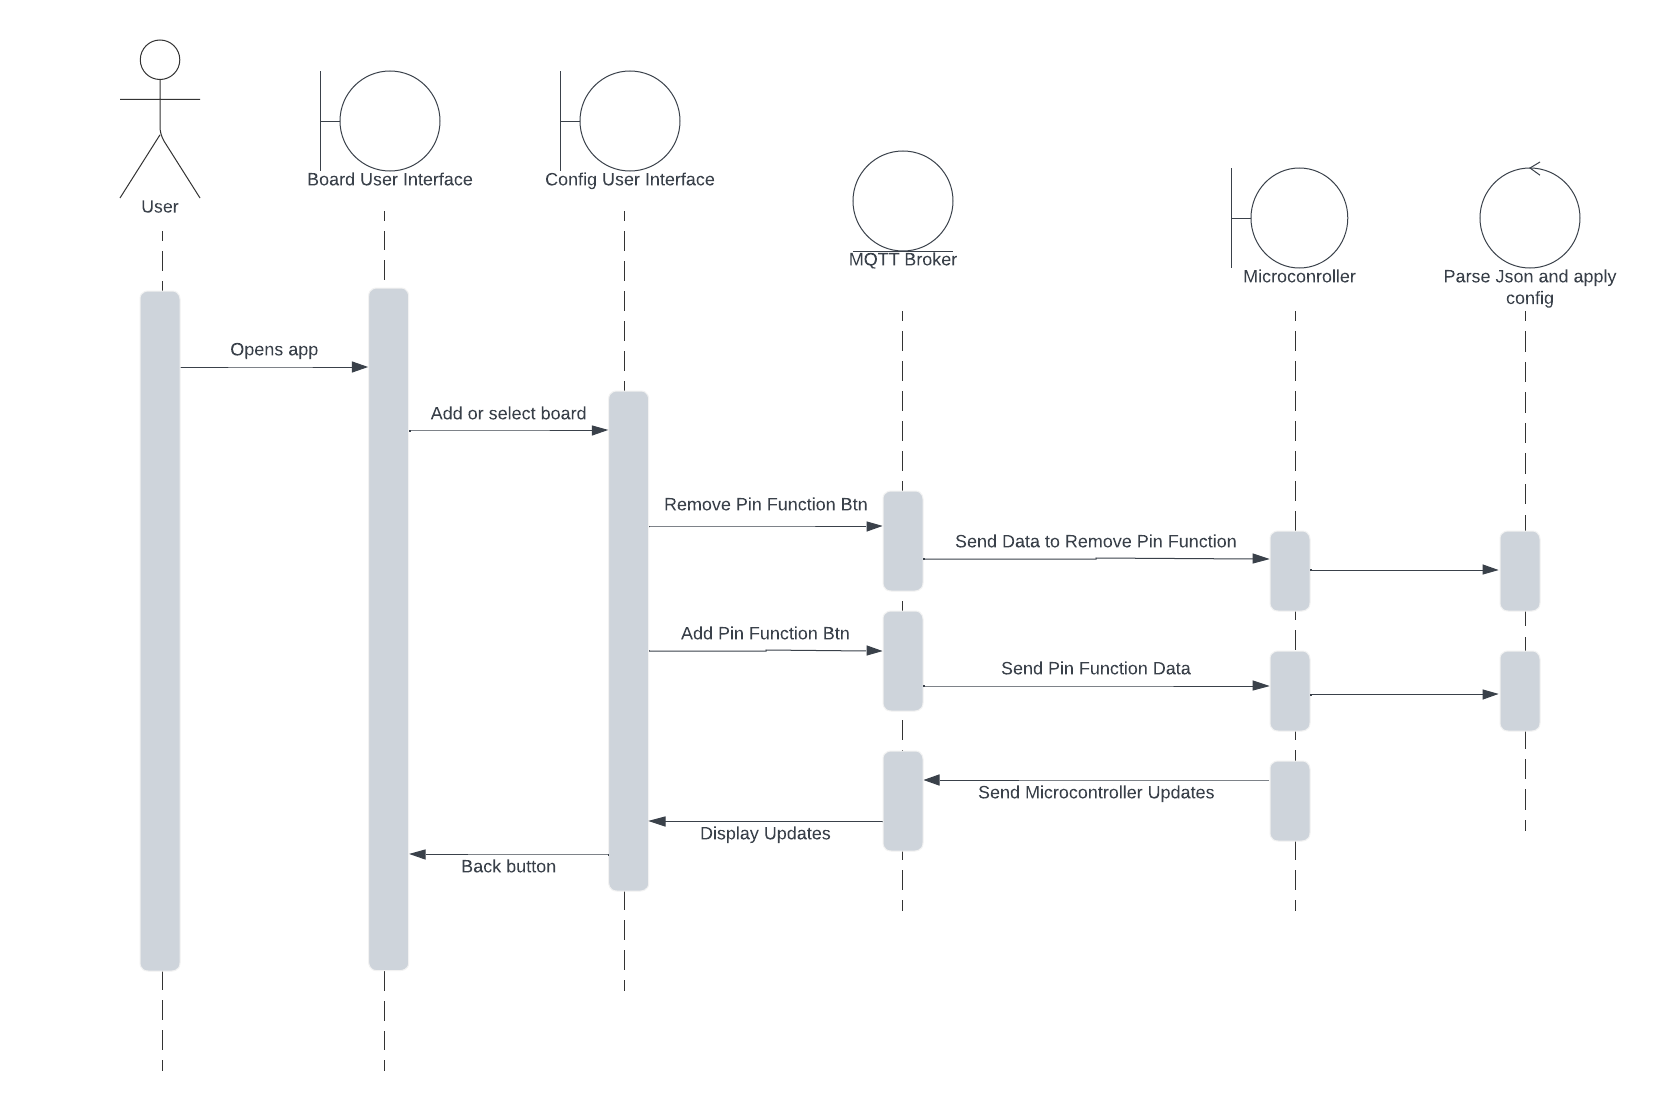 User
Board User Interface
Config User Interface
MQTT Broker
Microconroller
Parse Json and apply
config
Opens app
Add or select board
Remove Pin Function Btn
Send Data to Remove Pin Function
Add Pin Function Btn
Send Pin Function Data
Send Microcontroller Updates
Display Updates
Back button